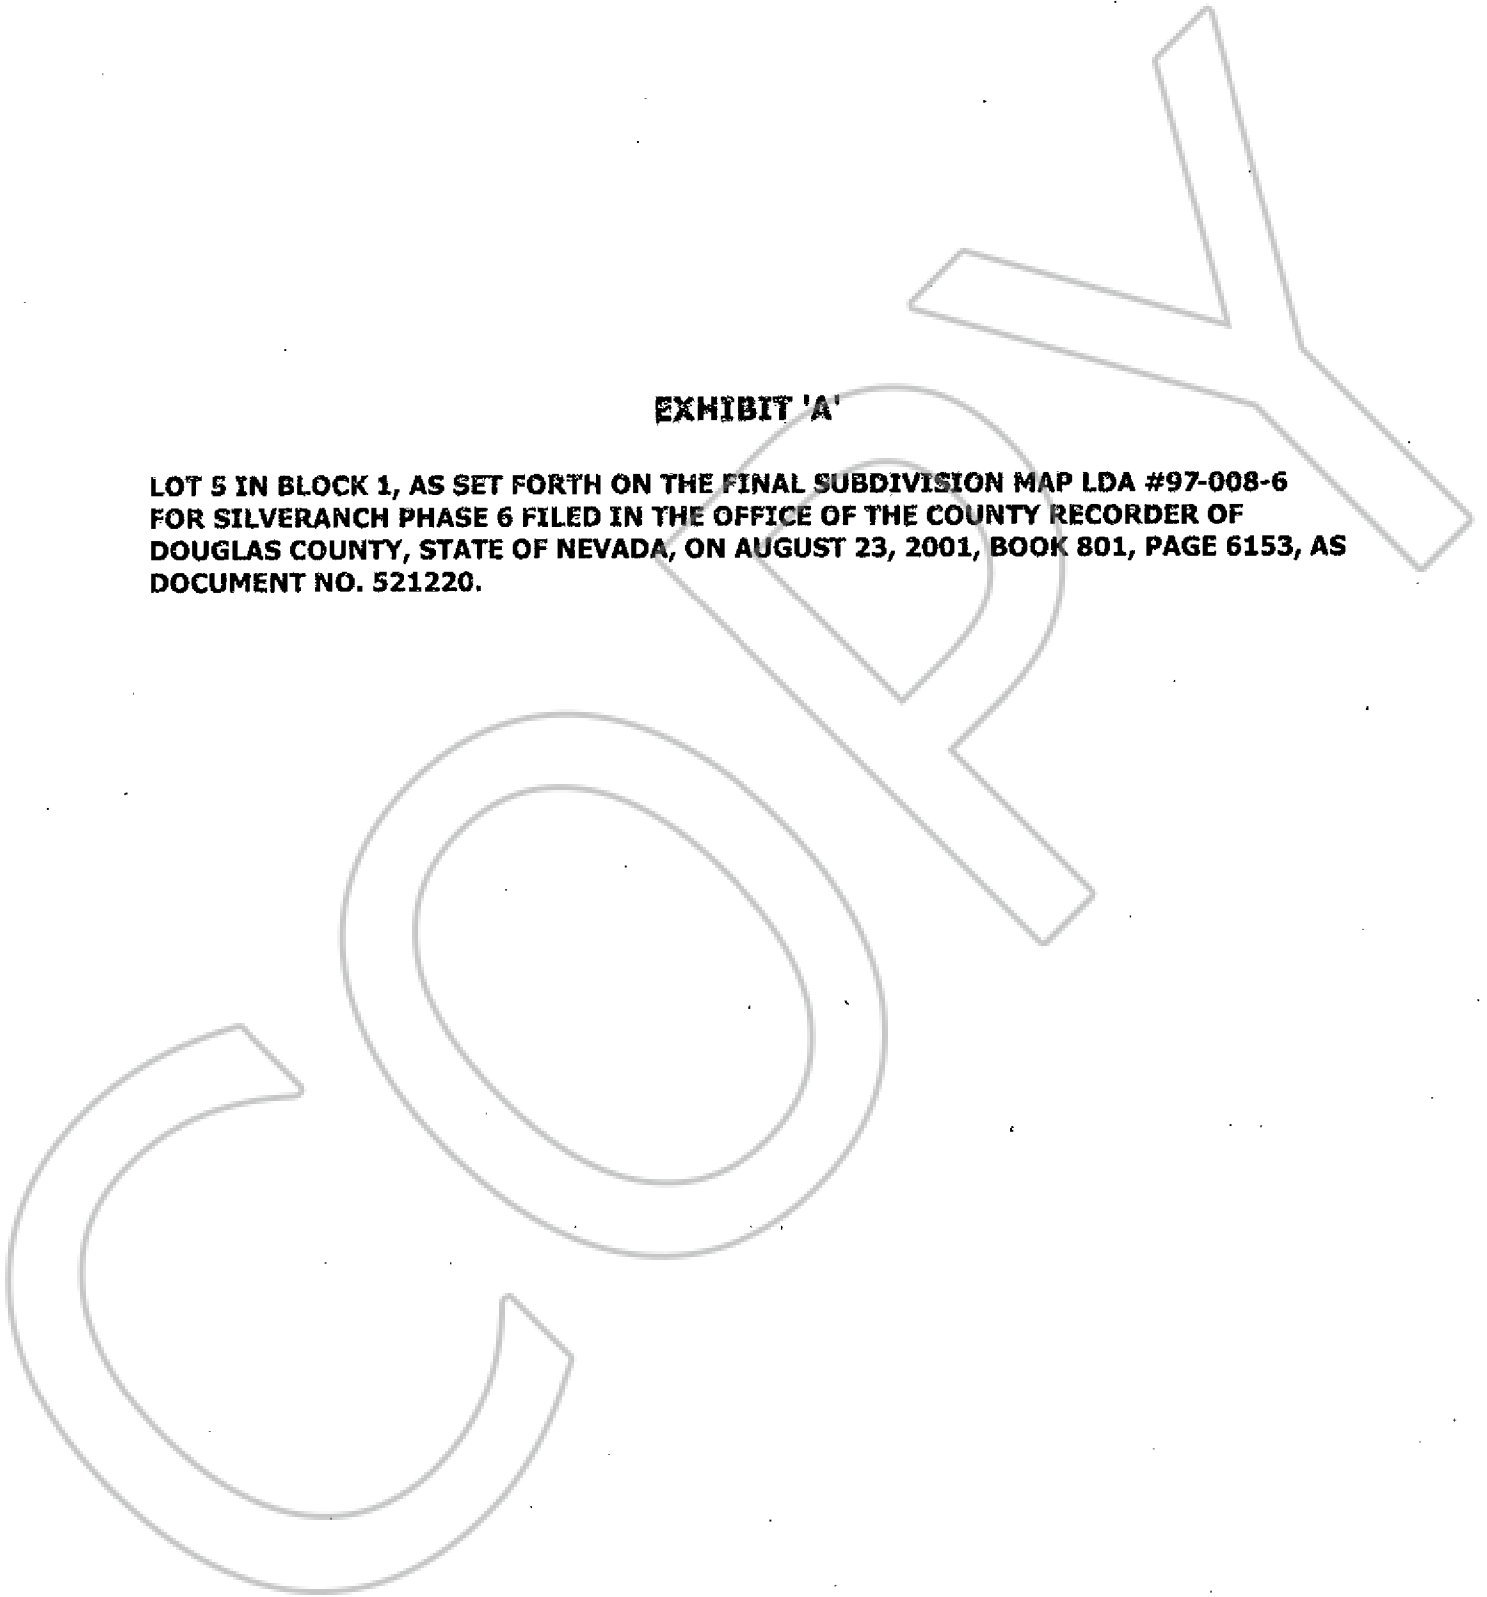 EXHIBIT 'A'
LOT 5 IN BLOCK 1, AS SET FORTH ON THE FINAL SUBDIVISION MAP LDA #97-008-6
FOR SILVERANCH PHASE 6 FILED IN THE OFFICE OF THE COUNTY RECORDER OF
DOUGLAS COUNTY, STATE OF NEVADA, ON AUGUST 23, 2001, BOOK 801, PAGE 6153, AS
DOCUMENT NO. 521220.
COPY